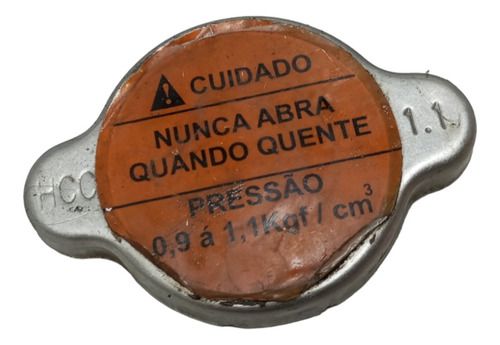 CUIDADO
NUNCA ABRA
QUANDO QUENTE
PRESSÃO
0,9 á 1,1Kgf / cm³
HCC
1.1